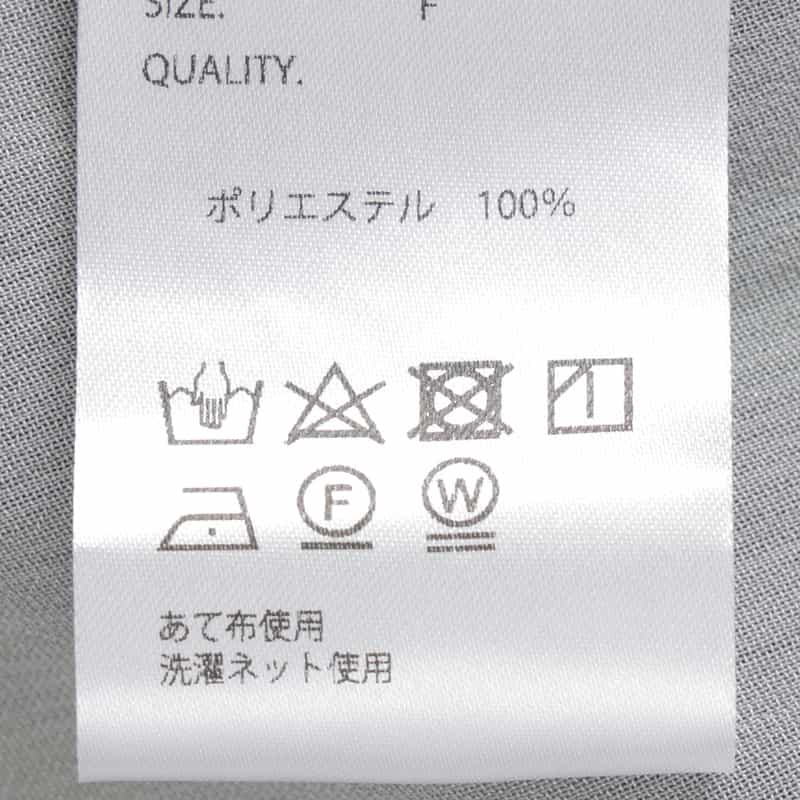 SIZE. F
QUALITY.
ポリエステル 100%
F W
あて布使用
洗濯ネット使用